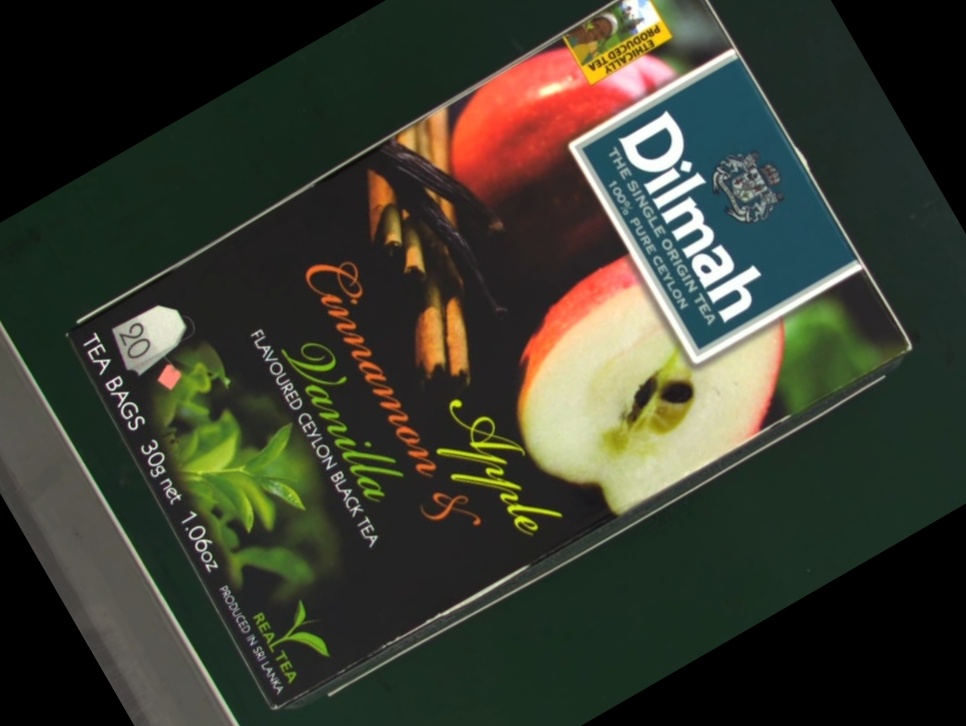 ETHICALLY
PRODUCED TEA
Dilmah
THE SINGLE ORIGIN TEA
100% PURE CEYLON
Apple
Cinnamon &
Vanilla
FLAVOURED CEYLON BLACK TEA
20
TEA BAGS 30g net 1.06oz
REAL TEA
PRODUCED IN SRI LANKA